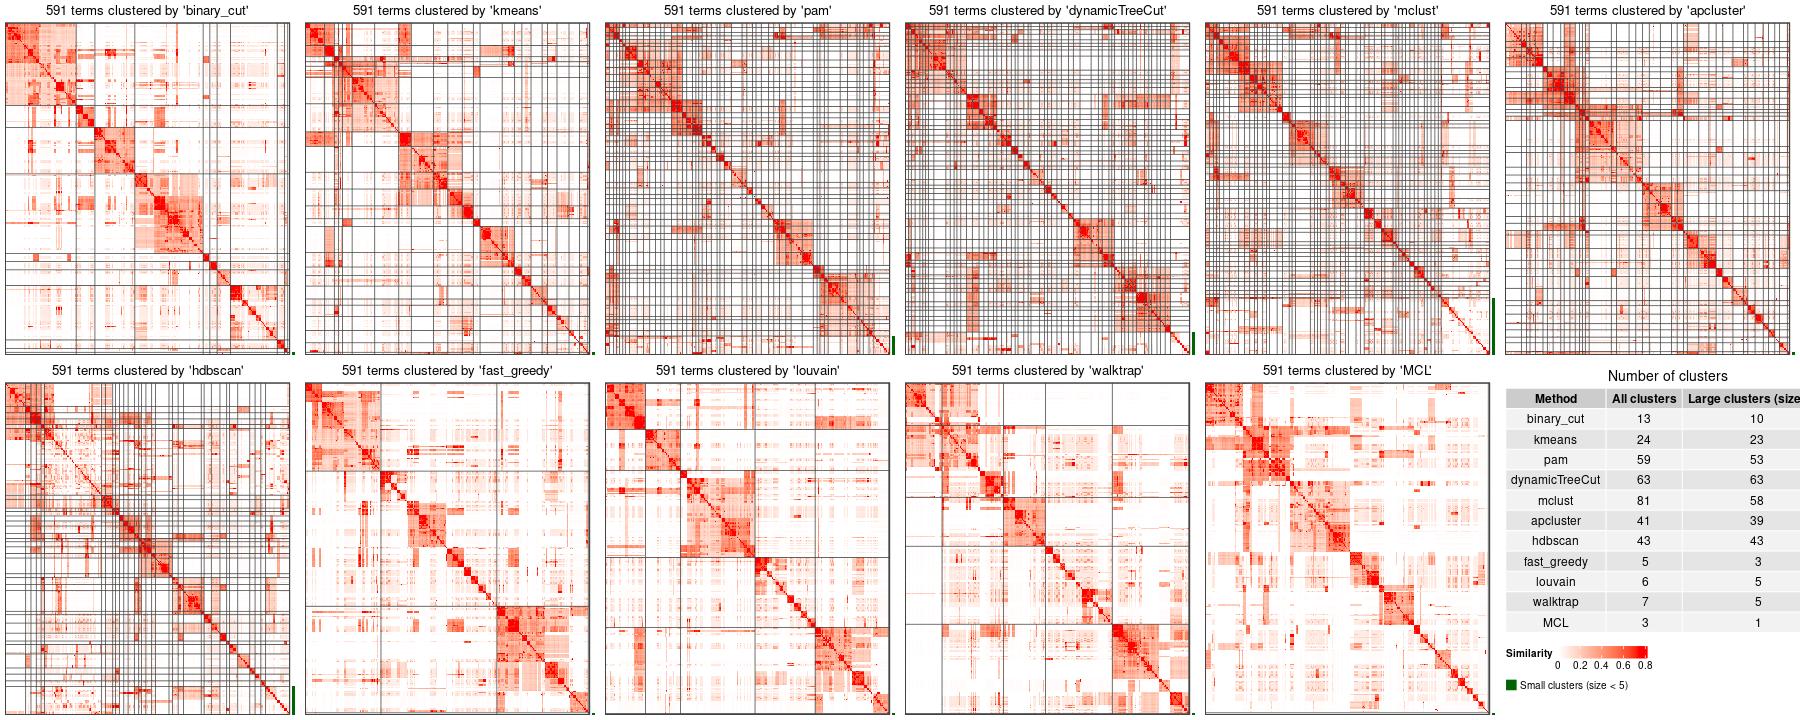 591 terms clustered by 'binary_cut'
591 terms clustered by 'kmeans'
591 terms clustered by 'pam'
591 terms clustered by 'dynamicTreeCut'
591 terms clustered by 'mclust'
591 terms clustered by 'apcluster'
591 terms clustered by 'hdbscan'
591 terms clustered by 'fast_greedy'
591 terms clustered by 'louvain'
591 terms clustered by 'walktrap'
591 terms clustered by 'MCL'
Number of clusters
Method All clusters Large clusters (size
binary_cut 13 10
kmeans 24 23
pam 59 53
dynamicTreeCut 63 63
mclust 81 58
apcluster 41 39
hdbscan 43 43
fast_greedy 5 3
louvain 6 5
walktrap 7 5
MCL 3 1
Similarity
0 0.2 0.4 0.6 0.8
Small clusters (size < 5)